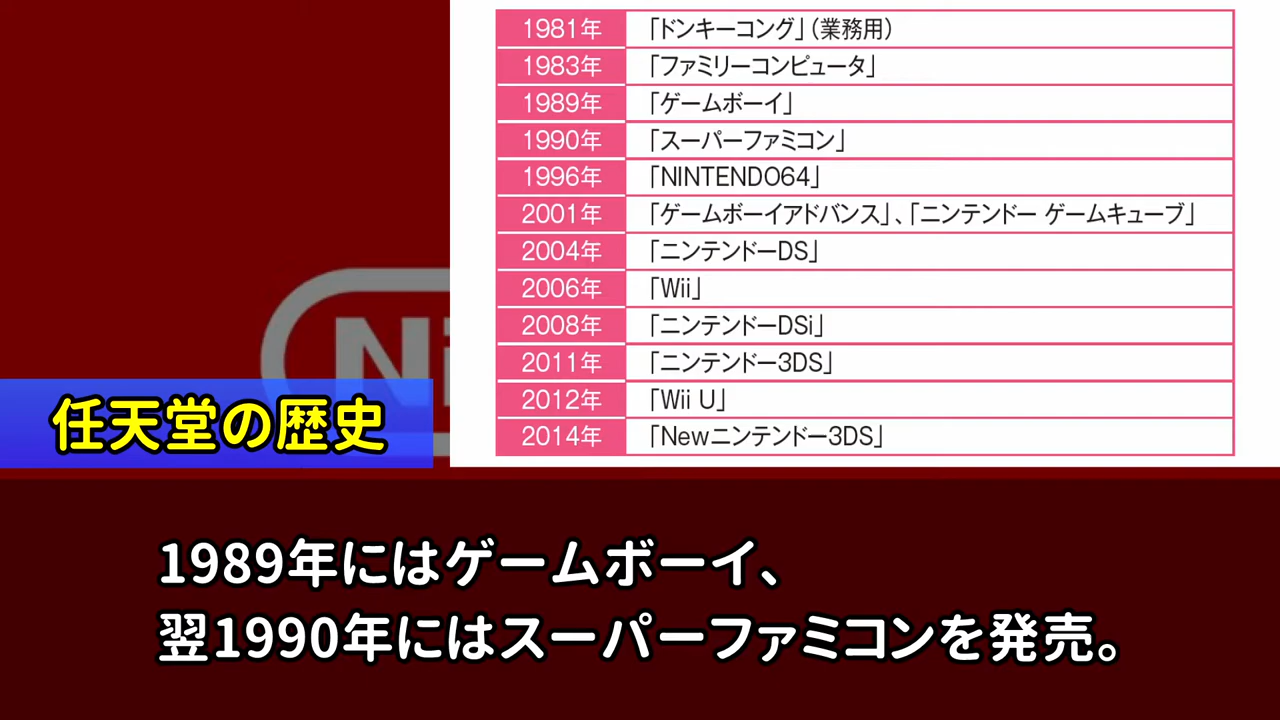 1981年 「ドンキーコング」(業務用)
1983年 「ファミリーコンピュータ」
1989年 「ゲームボーイ」
1990年 「スーパーファミコン」
1996年 「NINTENDO64」
2001年 「ゲームボーイアドバンス」、「ニンテンドー ゲームキューブ」
2004年 「ニンテンドーDS」
2006年 「Wii」
2008年 「ニンテンドーDSi」
2011年 「ニンテンドー3DS」
2012年 「Wii U」
2014年 「Newニンテンドー3DS」
Ni
任天堂の歴史
1989年にはゲームボーイ、
翌1990年にはスーパーファミコンを発売。